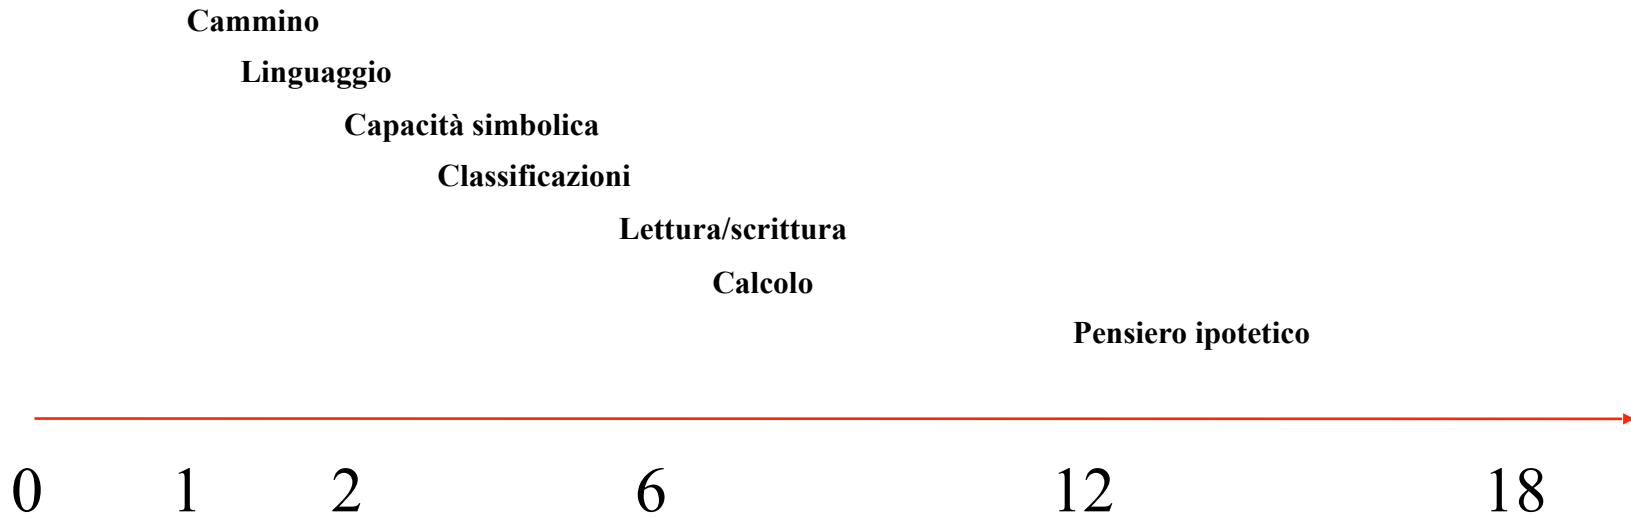 Cammino
Linguaggio
Capacità simbolica
Classificazioni
Lettura/scrittura
Calcolo
Pensiero ipotetico
0 1 2 6 12 18